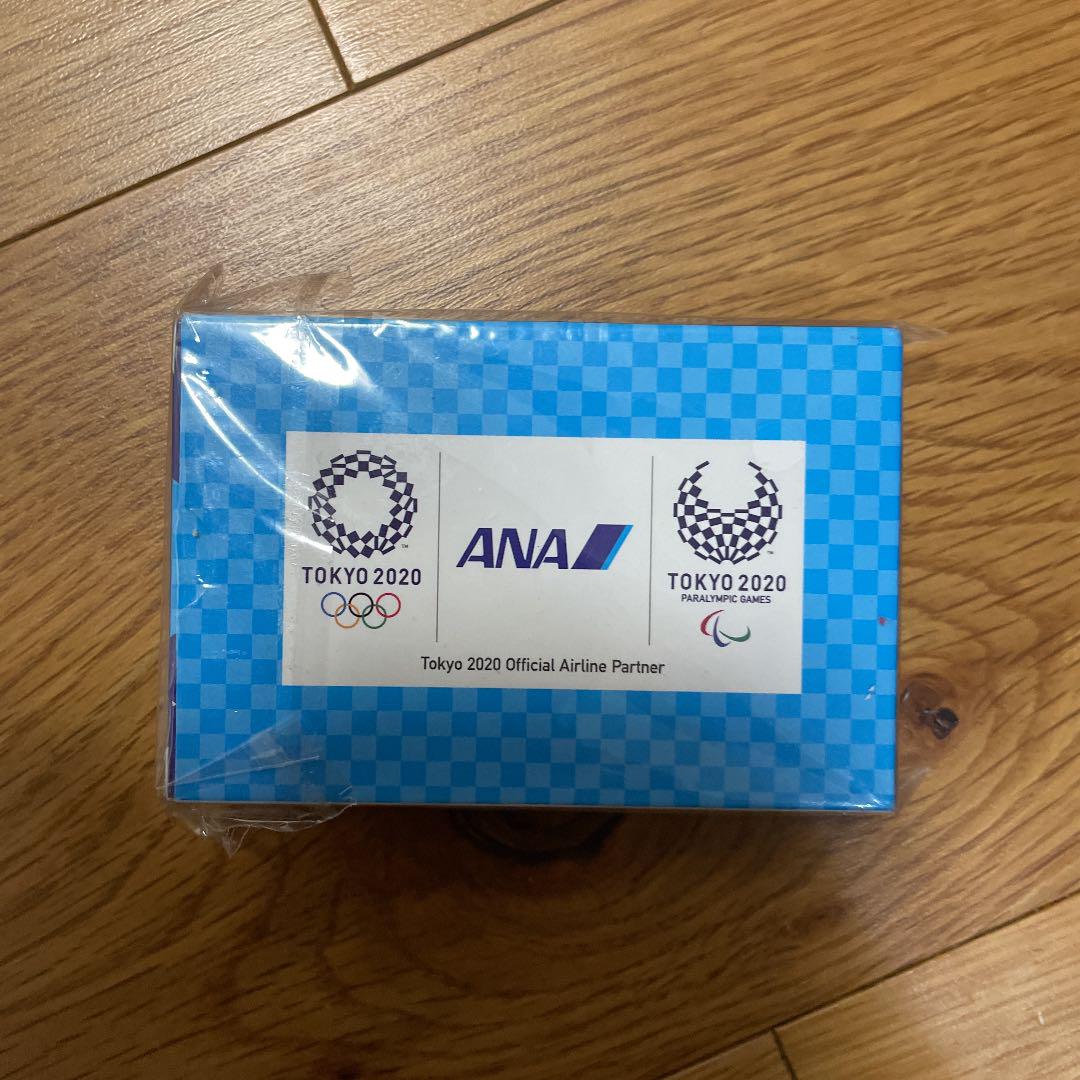 TOKYO 2020
ANA
TOKYO 2020
PARALYMPIC GAMES
Tokyo 2020 Official Airline Partner